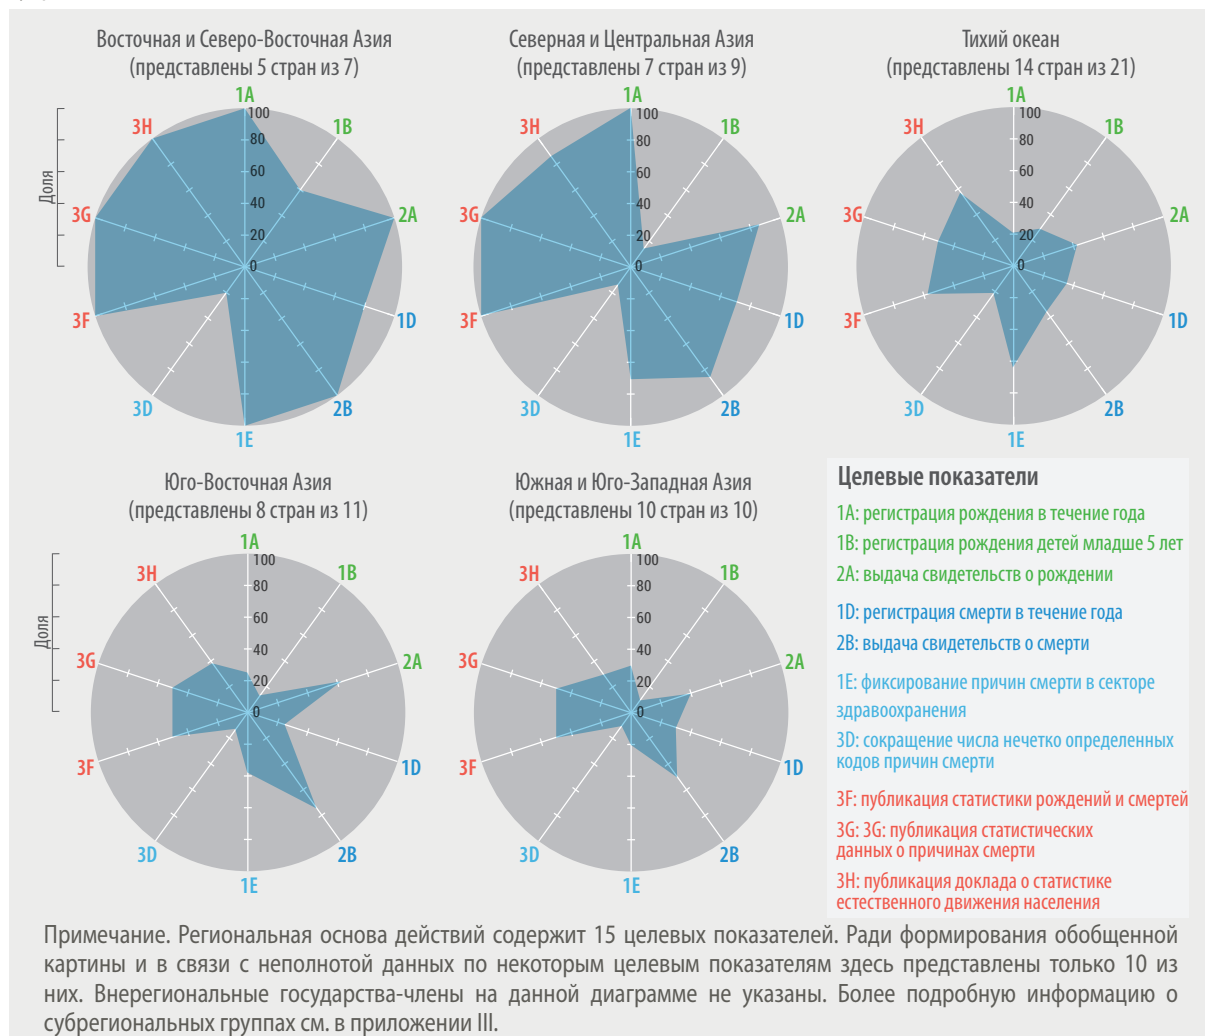 Восточная и Северо-Восточная Азия
(представлены 5 стран из 7)
1A
1B
2A
1D
2B
1E
3D
3F
3G
3H
100
80
60
40
20
0
Доля
Северная и Центральная Азия
(представлены 7 стран из 9)
1A
1B
2A
1D
2B
1E
3D
3F
3G
3H
100
80
60
40
20
0
Тихий океан
(представлены 14 стран из 21)
1A
1B
2A
1D
2B
1E
3D
3F
3G
3H
100
80
60
40
20
0
Юго-Восточная Азия
(представлены 8 стран из 11)
1A
1B
2A
1D
2B
1E
3D
3F
3G
3H
100
80
60
40
20
0
Доля
Южная и Юго-Западная Азия
(представлены 10 стран из 10)
1A
1B
2A
1D
2B
1E
3D
3F
3G
3H
100
80
60
40
20
0
Целевые показатели
1A: регистрация рождения в течение года
1B: регистрация рождения детей младше 5 лет
2A: выдача свидетельств о рождении
1D: регистрация смерти в течение года
2B: выдача свидетельств о смерти
1E: фиксирование причин смерти в секторе
здравоохранения
3D: сокращение числа нечетко определенных
кодов причин смерти
3F: публикация статистики рождений и смертей
3G: 3G: публикация статистических
данных о причинах смерти
3H: публикация доклада о статистике
естественного движения населения
Примечание. Региональная основа действий содержит 15 целевых показателей. Ради формирования обобщенной
картины и в связи с неполнотой данных по некоторым целевым показателям здесь представлены только 10 из
них. Внерегиональные государства-члены на данной диаграмме не указаны. Более подробную информацию о
субрегиональных группах см. в приложении III.